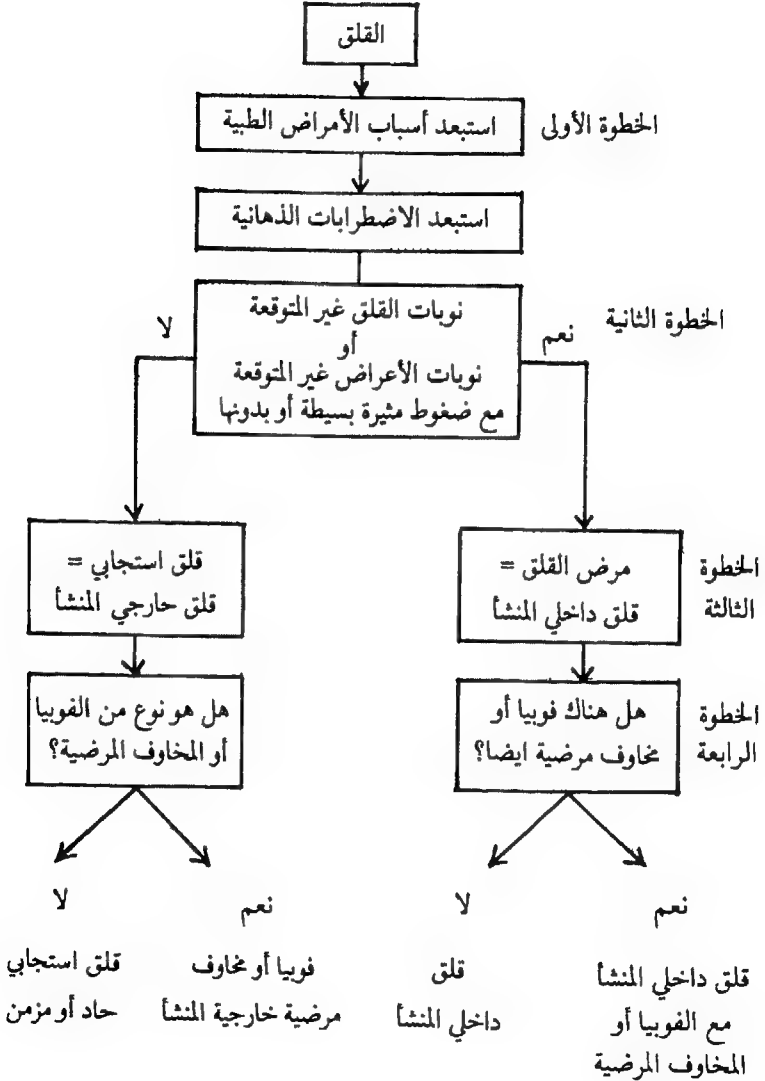 القلق
الخطوة الأولى
استبعد أسباب الأمراض الطبية
استبعد الاضطرابات الذهانية
الخطوة الثانية
نوبات القلق غير المتوقعة
أو
نوبات الأعراض غير المتوقعة
مع ضغوط مثيرة بسيطة أو بدونها
نعم
لا
الخطوة
الثالثة
مرض القلق =
قلق داخلي المنشأ
قلق استجابي =
قلق حارجي المنشأ
الخطوة
الرابعة
هل هناك فوبيا أو
مخاوف مرضية ايضا؟
هل هو نوع من الفوبيا
أو المخاوف المرضية؟
نعم
قلق داخلي المنشأ
مع الفوبيا أو
المخاوف المرضية
لا
قلق
داخلي المنشأ
نعم
فوبيا أو مخاوف
مرضية خارجية المنشأ
لا
قلق استجابي
حاد أو مزمن